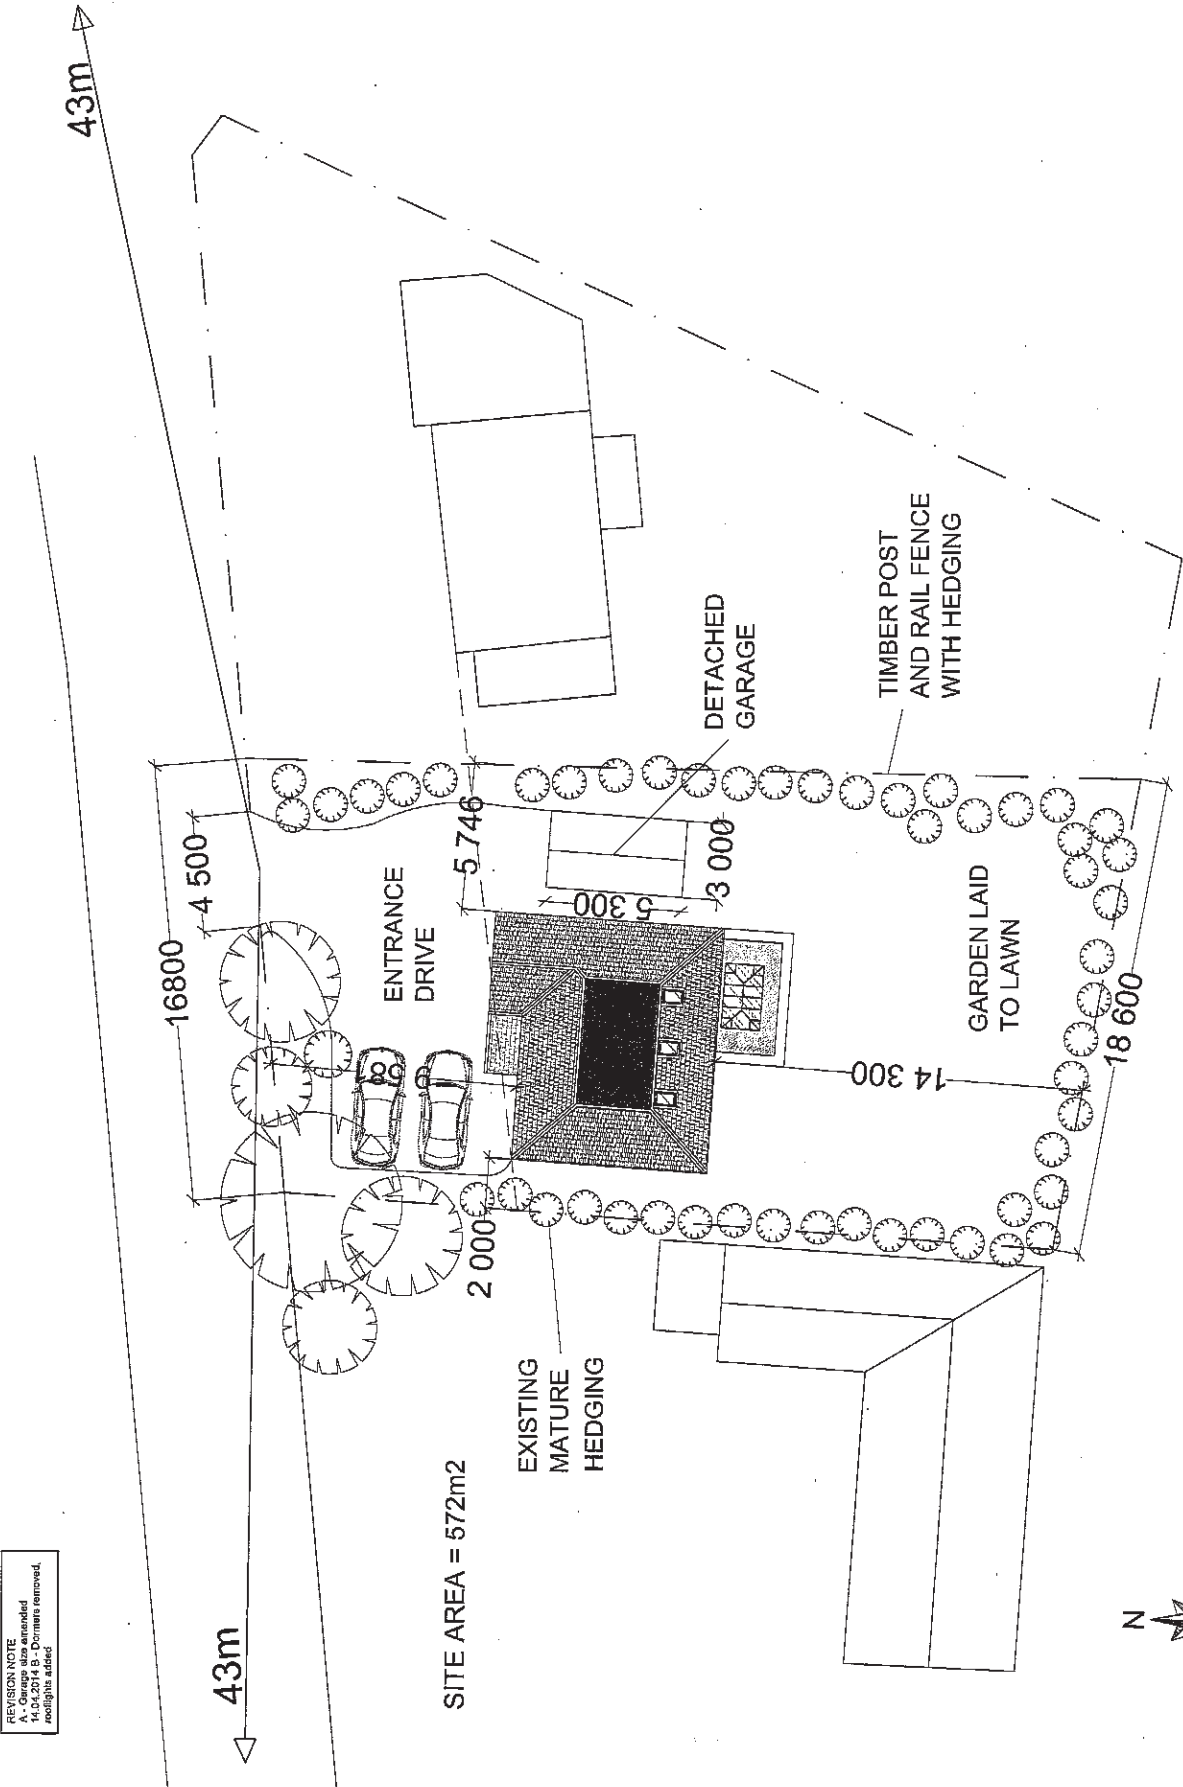 REVISION NOTE
A - Garage size amended
14.04.2014 B - Dormers removed,
rooflights added
43m
43m
16800
4 500
ENTRANCE
DRIVE
5 746
9 581
5 300
3 000
DETACHED
GARAGE
TIMBER POST
AND RAIL FENCE
WITH HEDGING
2 000
EXISTING
MATURE
HEDGING
SITE AREA = 572m2
14 300
GARDEN LAID
TO LAWN
18 600
N